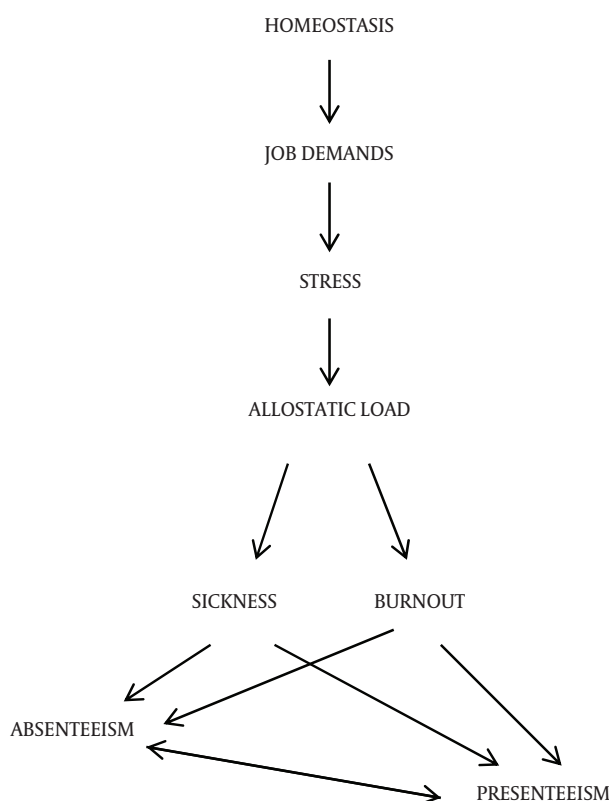 HOMEOSTASIS
JOB DEMANDS
STRESS
ALLOSTATIC LOAD
SICKNESS BURNOUT
ABSENTEEISM
PRESENTEEISM